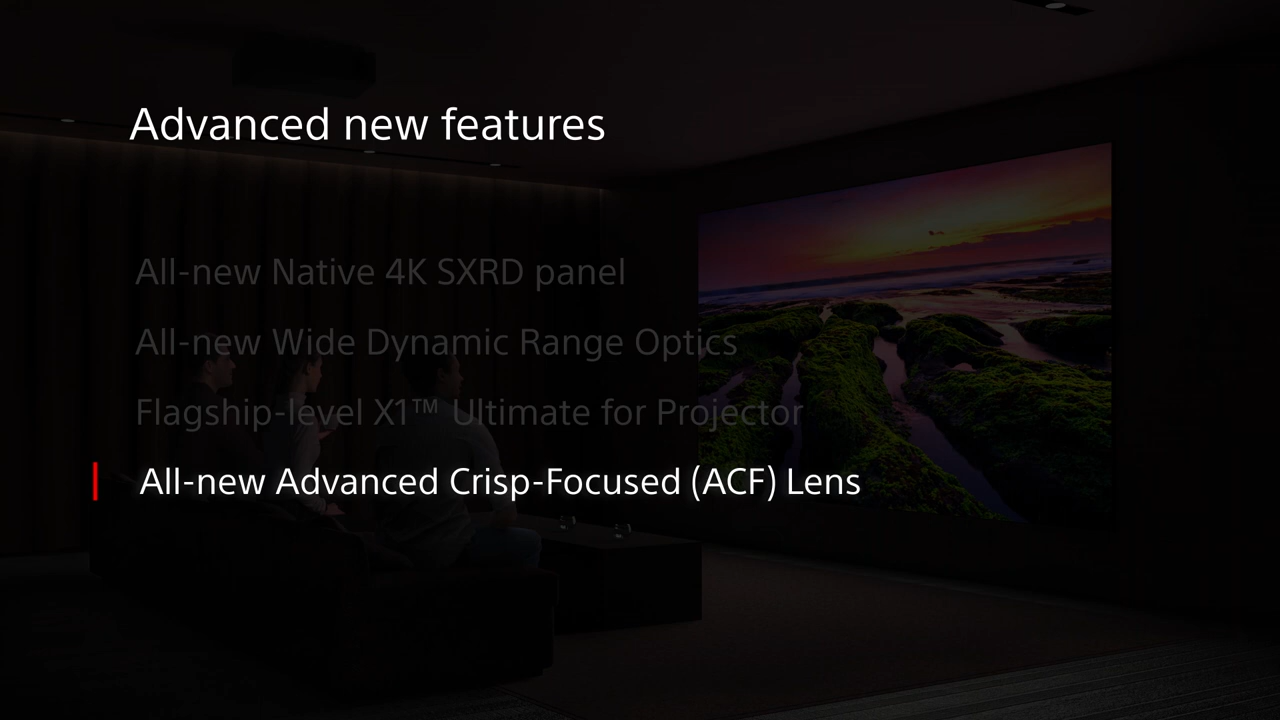 Advanced new features
All-new Native 4K SXRD panel
All-new Wide Dynamic Range Optics
Flagship-level X1™ Ultimate for Projector
All-new Advanced Crisp-Focused (ACF) Lens